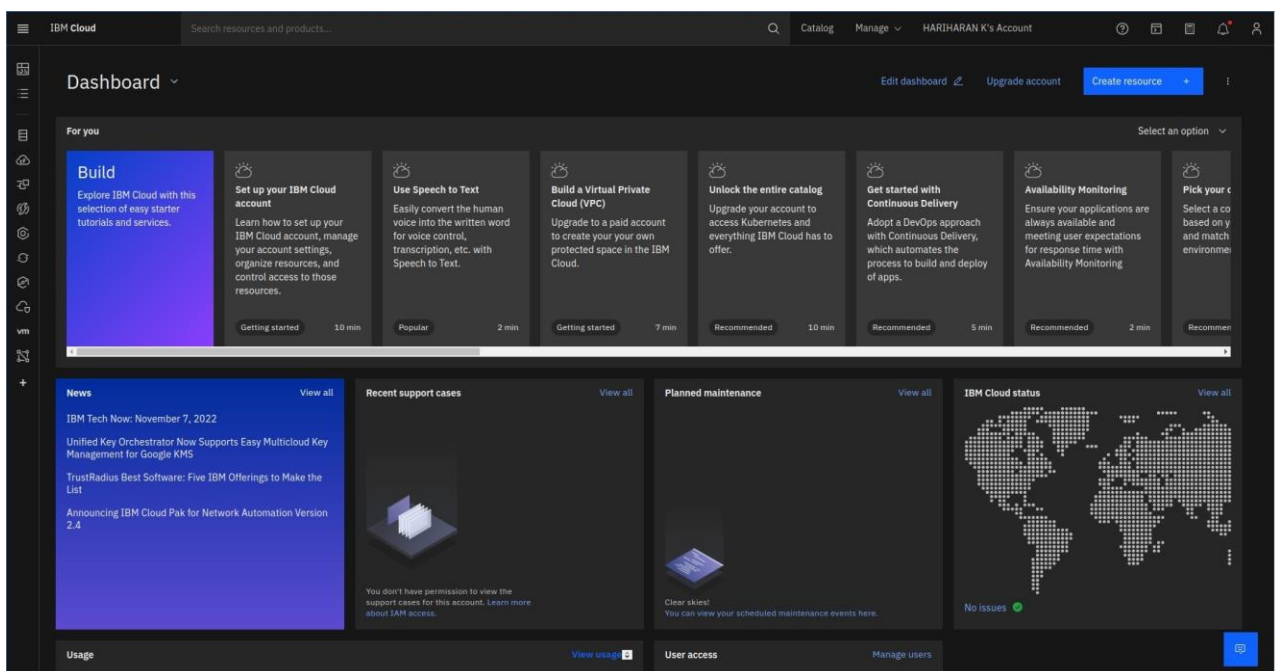 IBM Cloud
Search resources and products...
Catalog
Manage
HARIHARAN K's Account
Dashboard
Edit dashboard
Upgrade account
Create resource +
For you
Select an option
Build
Explore IBM Cloud with this
selection of easy starter
tutorials and services.
Set up your IBM Cloud
account
Learn how to set up your
IBM Cloud account, manage
your account settings,
organize resources, and
control access to those
resources.
Getting started
10 min
Use Speech to Text
Easily convert the human
voice into the written word
for voice control,
transcription, etc. with
Speech to Text.
Popular
2 min
Build a Virtual Private
Cloud (VPC)
Upgrade to a paid account
to create your your own
protected space in the IBM
Cloud.
Getting started
7 min
Unlock the entire catalog
Upgrade your account to
access Kubernetes and
everything IBM Cloud has to
offer.
Recommended
10 min
Get started with
Continuous Delivery
Adopt a DevOps approach
with Continuous Delivery,
which automates the
process to build and deploy
of apps.
Recommended
5 min
Availability Monitoring
Ensure your applications are
always available and
meeting user expectations
for response time with
Availability Monitoring
Recommended
2 min
Pick your
Select a co
based on y
and match
environme
Recommen
vm
+
News
View all
IBM Tech Now: November 7, 2022
Unified Key Orchestrator Now Supports Easy Multicloud Key
Management for Google KMS
TrustRadius Best Software: Five IBM Offerings to Make the
List
Announcing IBM Cloud Pak for Network Automation Version
2.4
Recent support cases
View all
You don't have permission to view the
support cases for this account. Learn more
about IAM access.
Planned maintenance
View all
Clear skies!
You can view your scheduled maintenance events here.
IBM Cloud status
View all
No issues
Usage
View usage
User access
Manage users